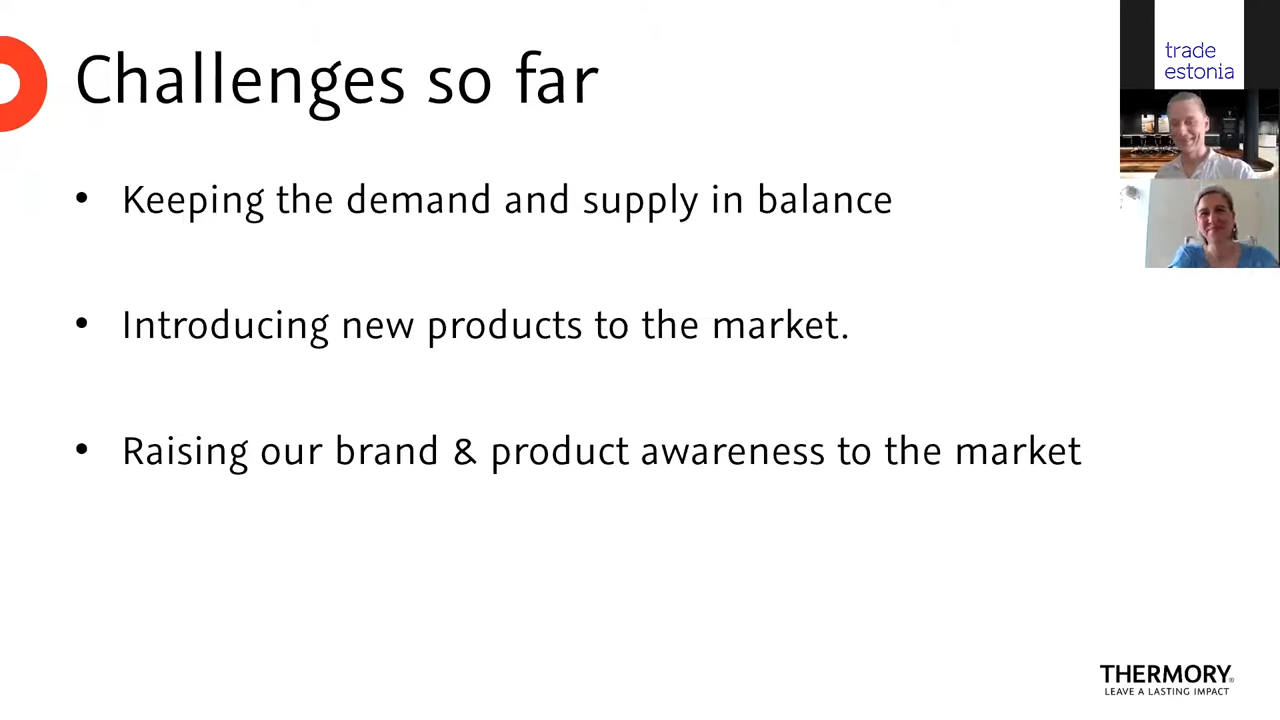 Challenges so far
trade
estonia
• Keeping the demand and supply in balance
• Introducing new products to the market.
• Raising our brand & product awareness to the market
THERMORY®
LEAVE A LASTING IMPACT